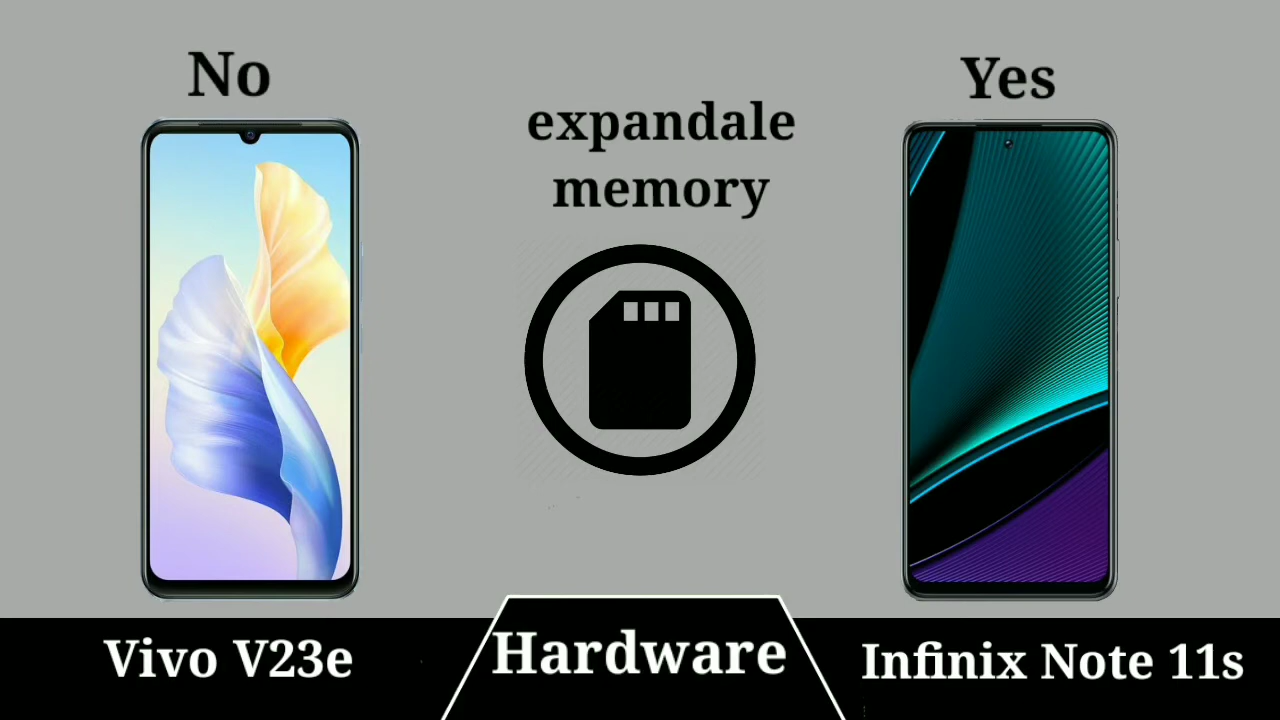 No
expandale
memory
Yes
Vivo V23e
Hardware
Infinix Note 11s